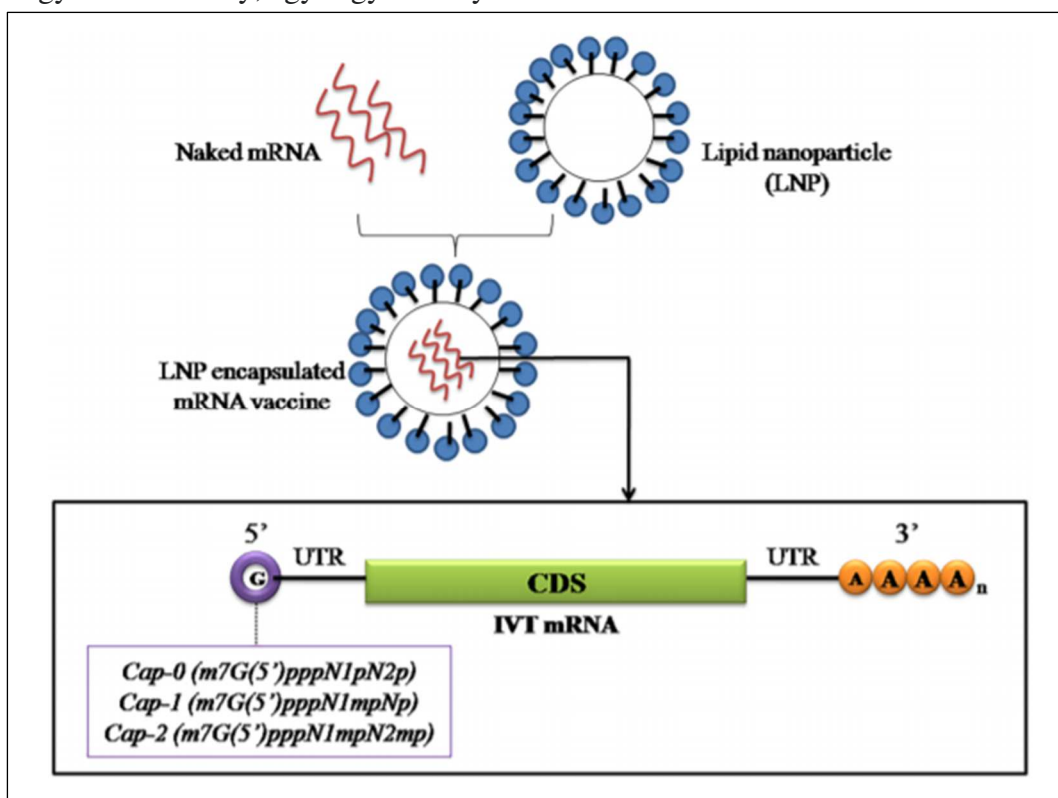 Naked mRNA
Lipid nanoparticle
(LNP)
LNP encapsulated
mRNA vaccine
5’
3’
UTR
UTR
G
CDS
A A A A n
IVT mRNA
Cap-0 (m7G(5’)pppN1pN2p)
Cap-1 (m7G(5’)pppN1mpNp)
Cap-2 (m7G(5’)pppN1mpN2mp)